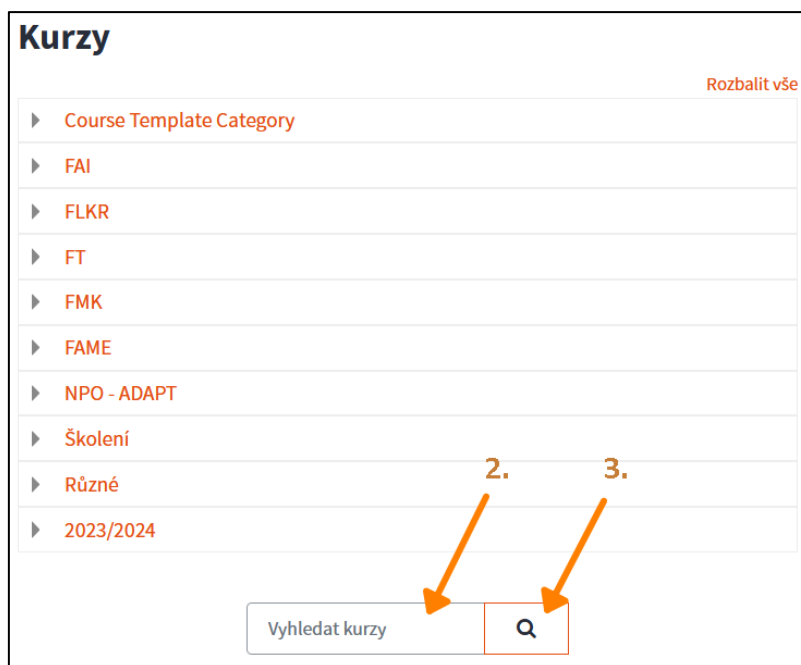 Kurzy
Rozbalit vše
Course Template Category
FAI
FLKR
FT
FMK
FAME
NPO - ADAPT
Školení
Různé
2023/2024
2.
3.
Vyhledat kurzy